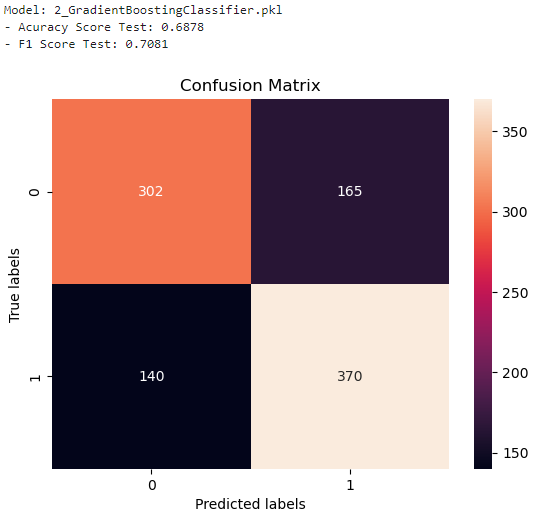 Model: 2_GradientBoostingClassifier.pkl
- Acuracy Score Test: 0.6878
- F1 Score Test: 0.7081
Confusion Matrix
302 165
140 370
0
1
True labels
0 1
Predicted labels
350
300
250
200
150